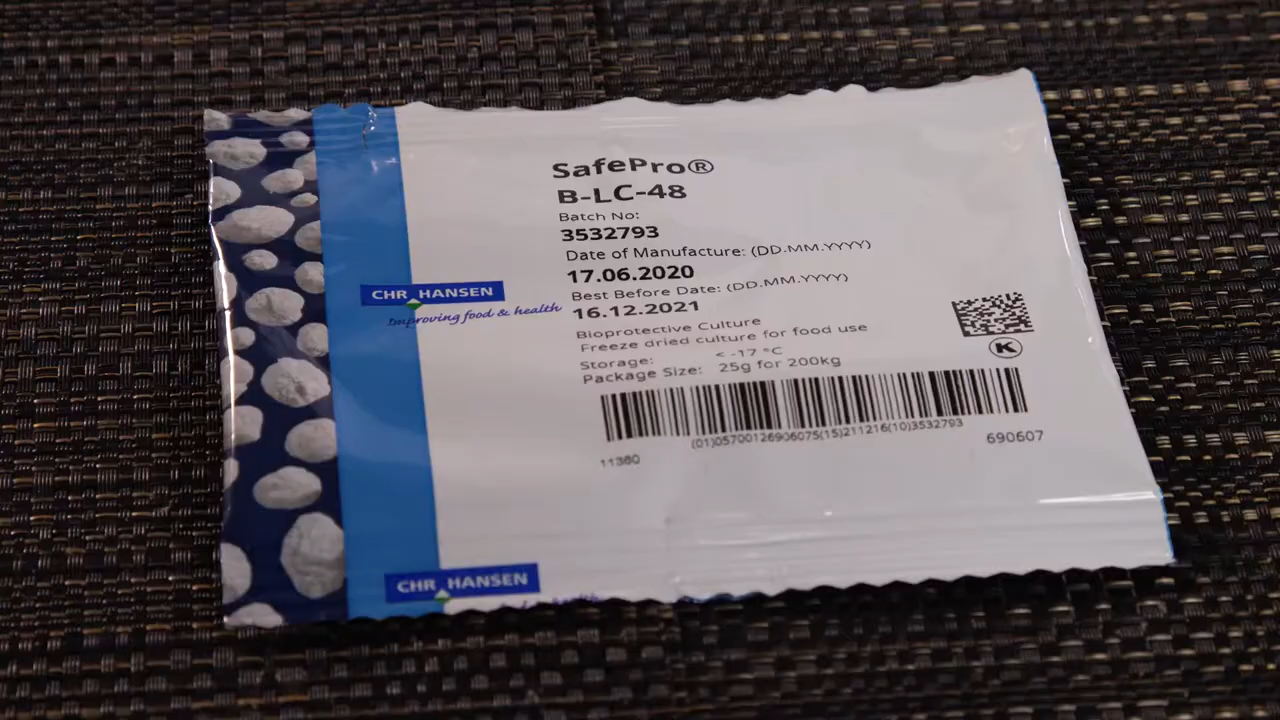 SafePro®
B-LC-48
Batch No:
3532793
Date of Manufacture: (DD.MM.YYYY)
17.06.2020
Best Before Date: (DD.MM.YYYY)
16.12.2021
Bioprotective Culture
Freeze dried culture for food use
Storage: < -17 °C
Package Size: 25g for 200kg
(01)05700126906075(15)211216(10)3532793
11380
690607
K
CHR HANSEN
Improving food & health
CHR HANSEN